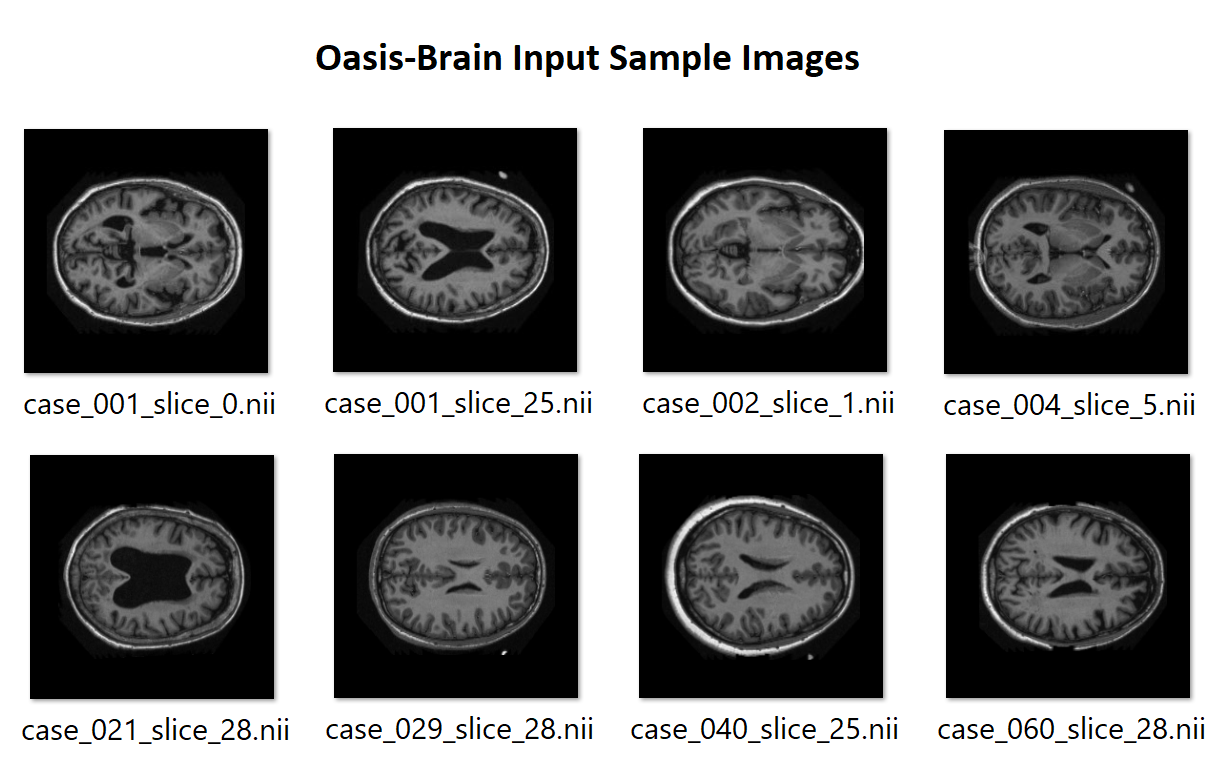 Oasis-Brain Input Sample Images
case_001_slice_0.nii
case_001_slice_25.nii
case_002_slice_1.nii
case_004_slice_5.nii
case_021_slice_28.nii
case_029_slice_28.nii
case_040_slice_25.nii
case_060_slice_28.nii